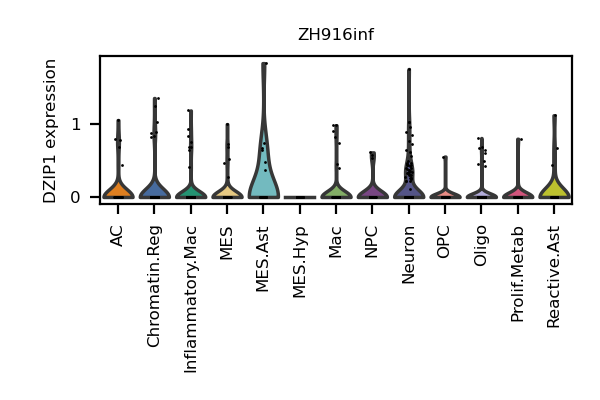 ZH916inf
DZIP1 expression
1
0
AC
Chromatin.Reg
Inflammatory.Mac
MES
MES.Ast
MES.Hyp
Mac
NPC
Neuron
OPC
Oligo
Prolif.Metab
Reactive.Ast